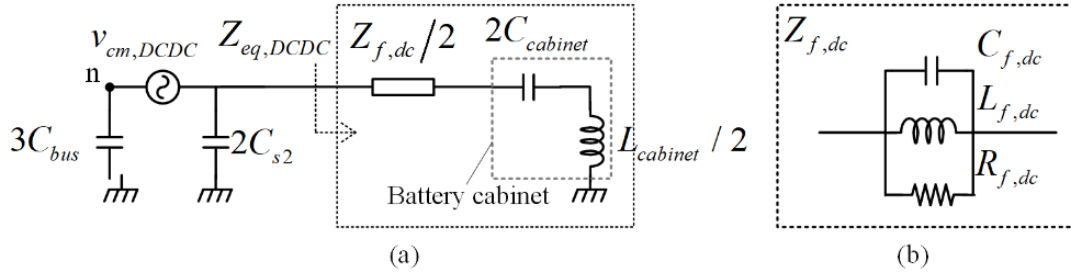 v_{cm,DCDC} Z_{eq,DCDC} Z_{f,dc}/2 2C_{cabinet}
n
3C_{bus} 2C_{s2} L_{cabinet} / 2
Battery cabinet
(a)
Z_{f,dc} C_{f,dc}
L_{f,dc}
R_{f,dc}
(b)